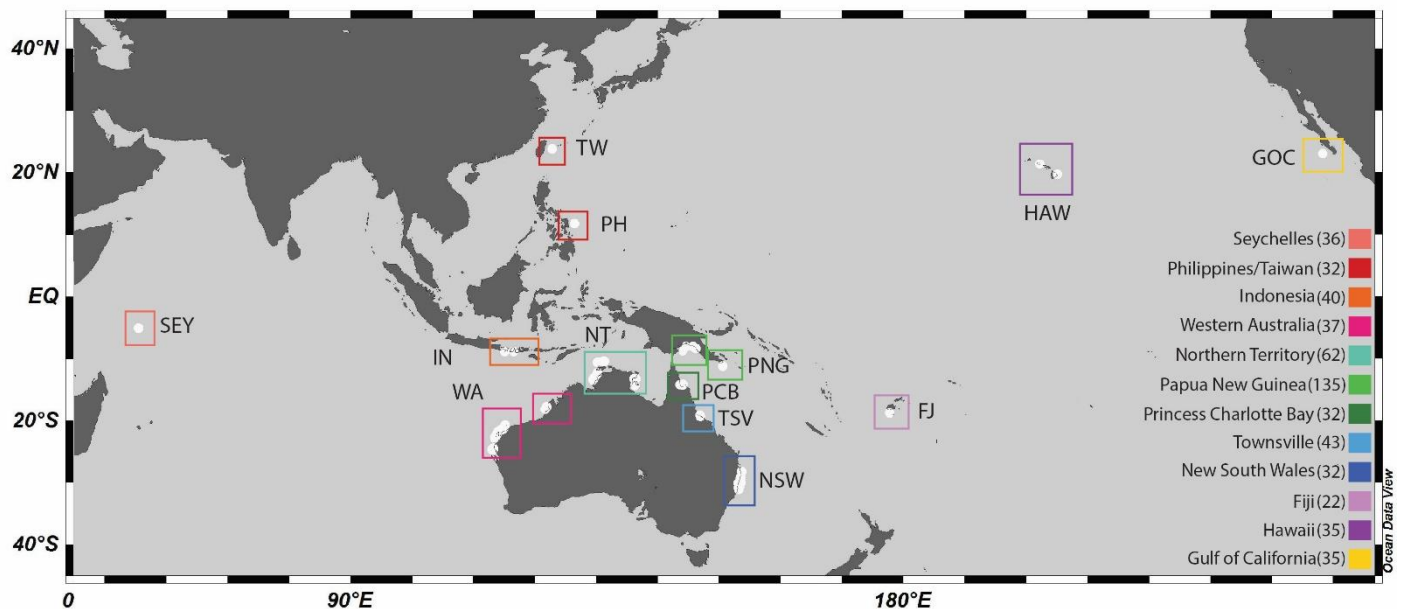 40°N
20°N
EQ
20°S
40°S
0
90°E
180°E
TW
PH
SEY
IN
NT
WA
PNG
PCB
TSV
NSW
FJ
HAW
GOC
Seychelles (36)
Philippines/Taiwan (32)
Indonesia (40)
Western Australia (37)
Northern Territory (62)
Papua New Guinea (135)
Princess Charlotte Bay (32)
Townsville (43)
New South Wales (32)
Fiji (22)
Hawaii (35)
Gulf of California (35)
Ocean Data View